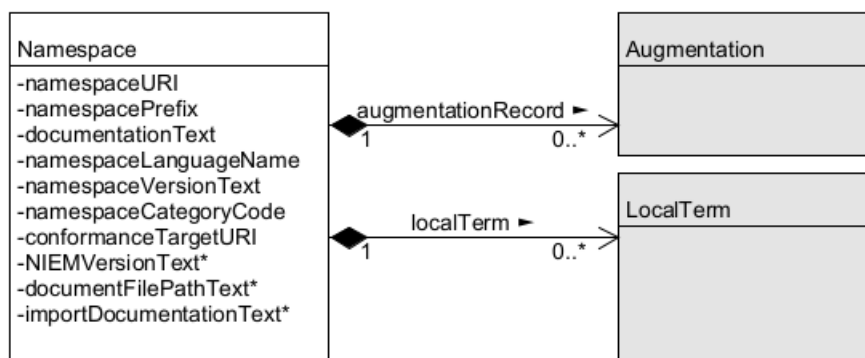 Namespace
-namespaceURI
-namespacePrefix
-documentationText
-namespaceLanguageName
-namespaceVersionText
-namespaceCategoryCode
-conformanceTargetURI
-NIEMVersionText*
-documentFilePathText*
-importDocumentationText*
augmentationRecord ►
1 0..*
localTerm ►
1 0..*
Augmentation
LocalTerm